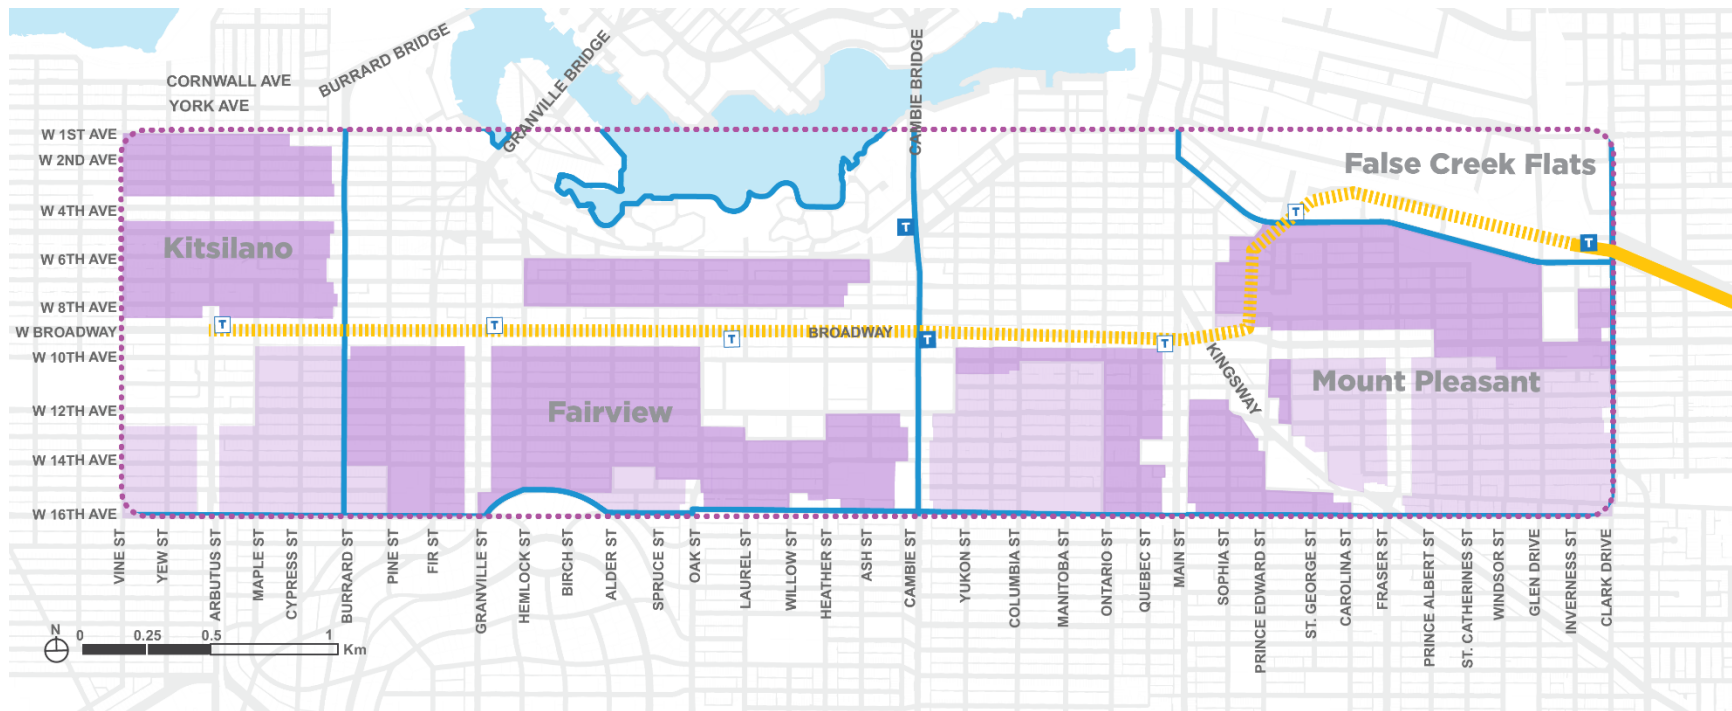 CORNWALL AVE
YORK AVE
BURRARD BRIDGE
GRANVILLE BRIDGE
CAMBIE BRIDGE
W 1ST AVE
W 2ND AVE
W 4TH AVE
W 6TH AVE
W 8TH AVE
W BROADWAY
W 10TH AVE
W 12TH AVE
W 14TH AVE
W 16TH AVE
False Creek Flats
Kitsilano
T
T
T
T
T
T
T
T
BROADWAY
KINGSWAY
Fairview
Mount Pleasant
VINE ST
YEW ST
ARBUTUS ST
MAPLE ST
CYPRESS ST
BURRARD ST
PINE ST
FIR ST
GRANVILLE ST
HEMLOCK ST
BIRCH ST
ALDER ST
SPRUCE ST
OAK ST
LAUREL ST
WILLOW ST
HEATHER ST
ASH ST
CAMBIE ST
YUKON ST
COLUMBIA ST
MANITOBA ST
ONTARIO ST
QUEBEC ST
MAIN ST
SOPHIA ST
PRINCE EDWARD ST
ST. GEORGE ST
CAROLINA ST
FRASER ST
PRINCE ALBERT ST
ST. CATHERINES ST
WINDSOR ST
GLEN DRIVE
INVERNESS ST
CLARK DRIVE
N
0 0.25 0.5 1
Km